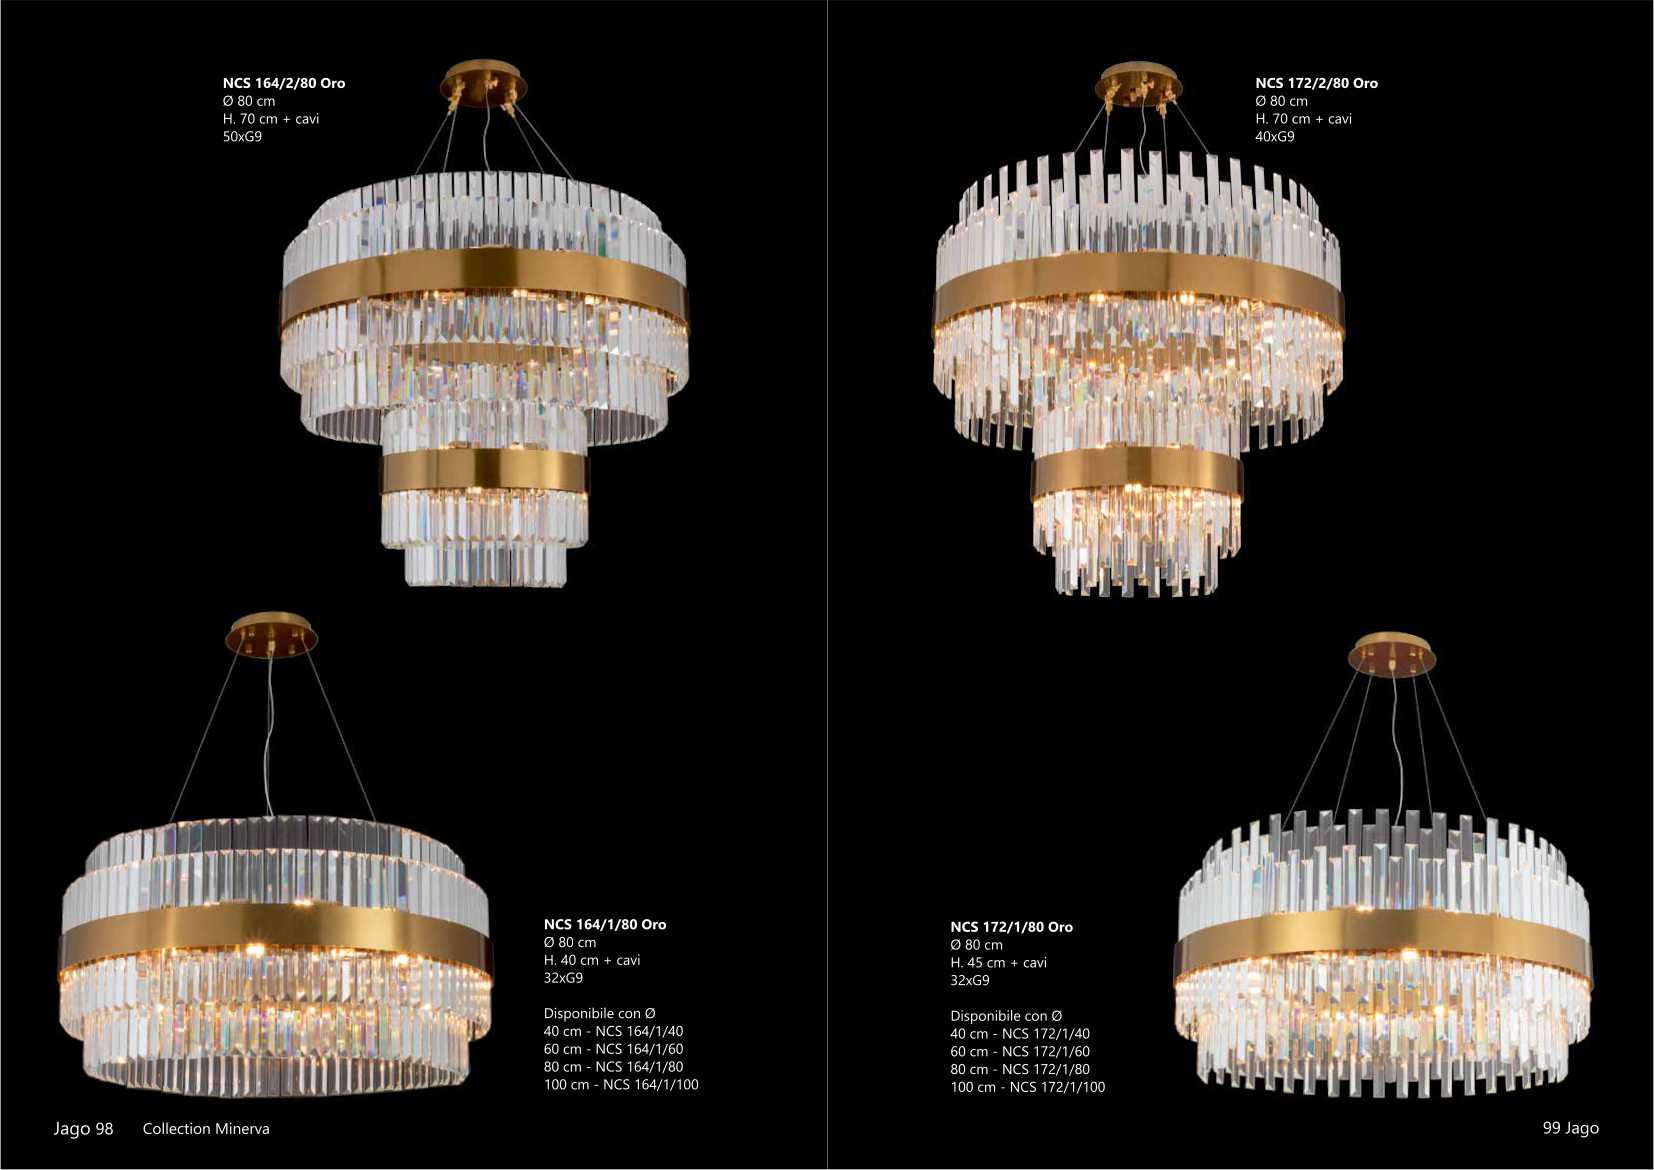 NCS 164/2/80 Oro
Ø 80 cm
H. 70 cm + cavi
50xG9
NCS 164/1/80 Oro
Ø 80 cm
H. 40 cm + cavi
32xG9
Disponibile con Ø
40 cm - NCS 164/1/40
60 cm - NCS 164/1/60
80 cm - NCS 164/1/80
100 cm - NCS 164/1/100
Jago 98 Collection Minerva
NCS 172/2/80 Oro
Ø 80 cm
H. 70 cm + cavi
40xG9
NCS 172/1/80 Oro
Ø 80 cm
H. 45 cm + cavi
32xG9
Disponibile con Ø
40 cm - NCS 172/1/40
60 cm - NCS 172/1/60
80 cm - NCS 172/1/80
100 cm - NCS 172/1/100
99 Jago